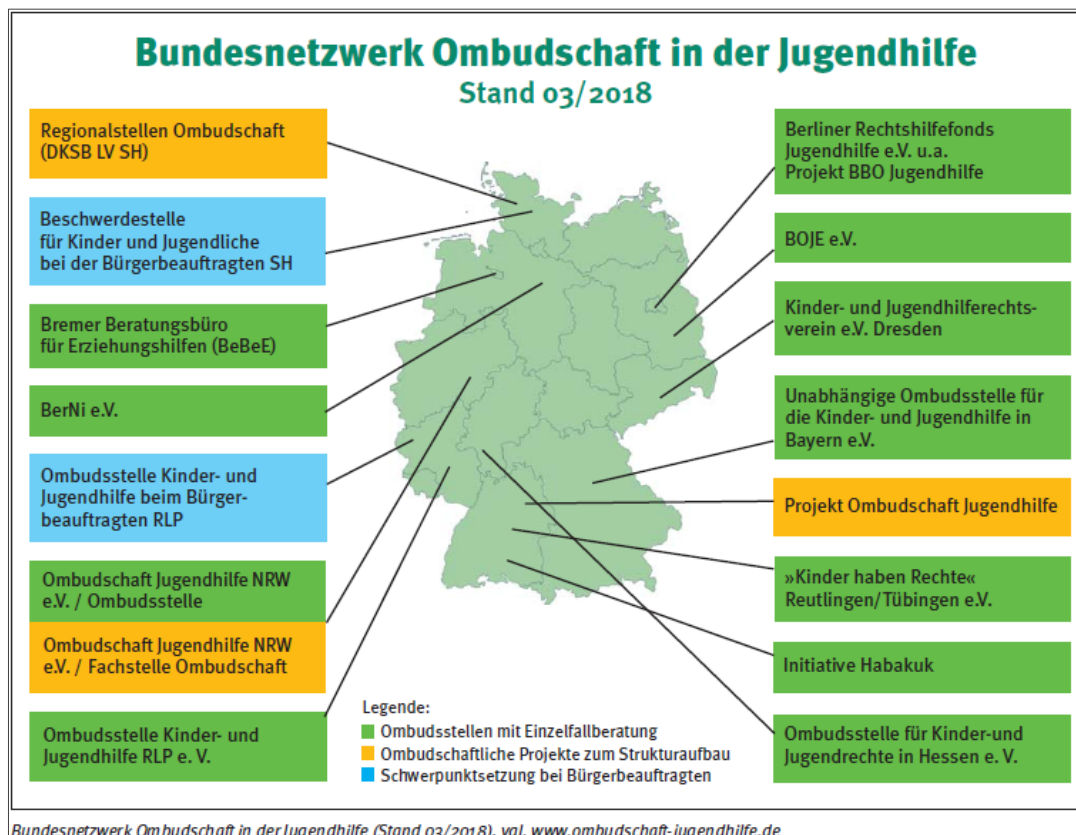 Bundesnetzwerk Ombudschaft in der Jugendhilfe
Stand 03/2018
Regionalstellen Ombudschaft
(DKSB LV SH)
Beschwerdestelle
für Kinder und Jugendliche
bei der Bürgerbeauftragten SH
Bremer Beratungsbüro
für Erziehungshilfen (BeBeE)
BerNi e.V.
Ombudsstelle Kinder- und
Jugendhilfe beim Bürger-
beauftragten RLP
Ombudschaft Jugendhilfe NRW
e.V. / Ombudsstelle
Ombudschaft Jugendhilfe NRW
e.V. / Fachstelle Ombudschaft
Ombudsstelle Kinder- und
Jugendhilfe RLP e. V.
Berliner Rechtshilfefonds
Jugendhilfe e.V. u.a.
Projekt BBO Jugendhilfe
BOJE e.V.
Kinder- und Jugendhilferechts-
verein e.V. Dresden
Unabhängige Ombudsstelle für
die Kinder- und Jugendhilfe in
Bayern e.V.
Projekt Ombudschaft Jugendhilfe
»Kinder haben Rechte«
Reutlingen/Tübingen e.V.
Initiative Habakuk
Ombudsstelle für Kinder-und
Jugendrechte in Hessen e. V.
Legende:
Ombudsstellen mit Einzelfallberatung
Ombudschaftliche Projekte zum Strukturaufbau
Schwerpunktsetzung bei Bürgerbeauftragten
Bundesnetzwerk Ombudschaft in der Jugendhilfe (Stand 03/2018), vgl. www.ombudschaft-jugendhilfe.de